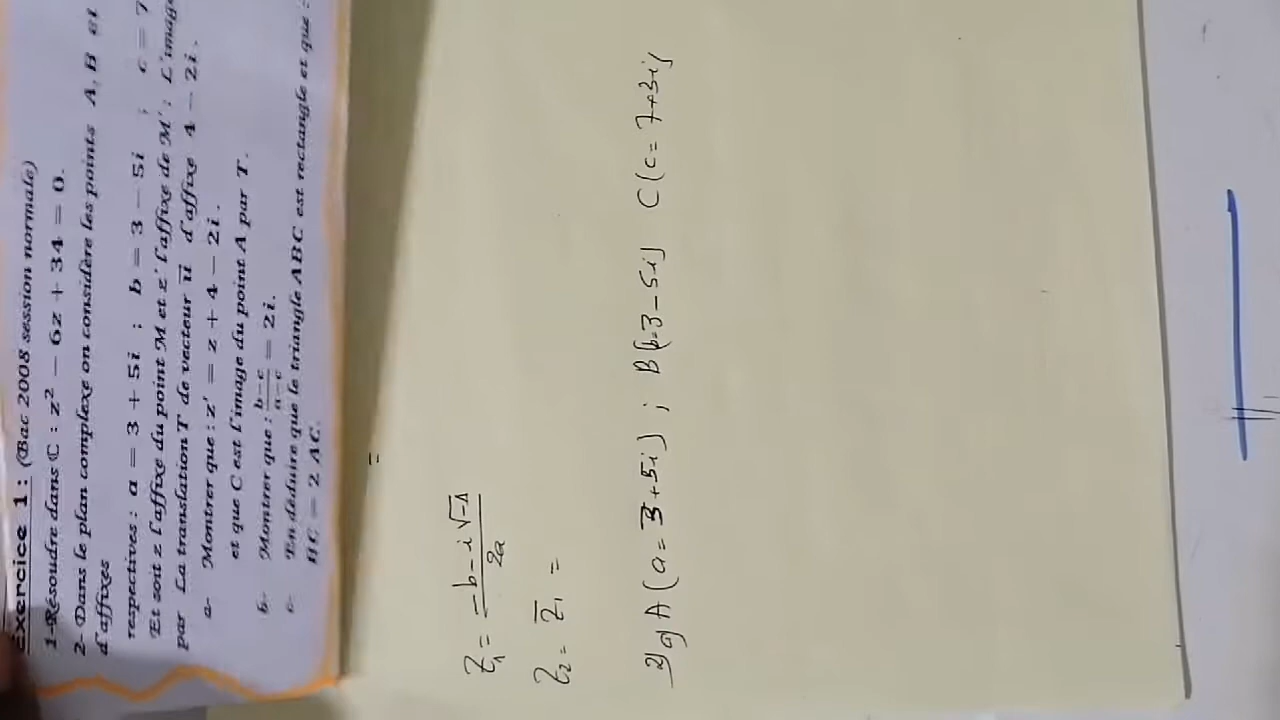 Exercice 1 : (Bac 2008 session normale)
1- Résoudre dans ℂ : z² − 6z + 34 = 0.
2- Dans le plan complexe on considère les points A, B et
d'affixes
respectives : a = 3 + 5i ; b = 3 − 5i ; c = 7
Et soit z l'affixe du point M et z' l'affixe de M' : L'image
par La translation T de vecteur u⃗ d'affixe 4 − 2i.
a- Montrer que : z' = z + 4 − 2i.
et que C est l'image du point A par T.
b- Montrer que : (b−c)/(a−c) = 2i.
c- En déduire que le triangle ABC est rectangle et que :
BC = 2 AC.
=
Z₁ = (−b − i√−Δ)/2a
Z₂ = Z̄₁ =
2) a) A(a = 3+5i) ; B(b=3−5i) C(c = 7+3i)